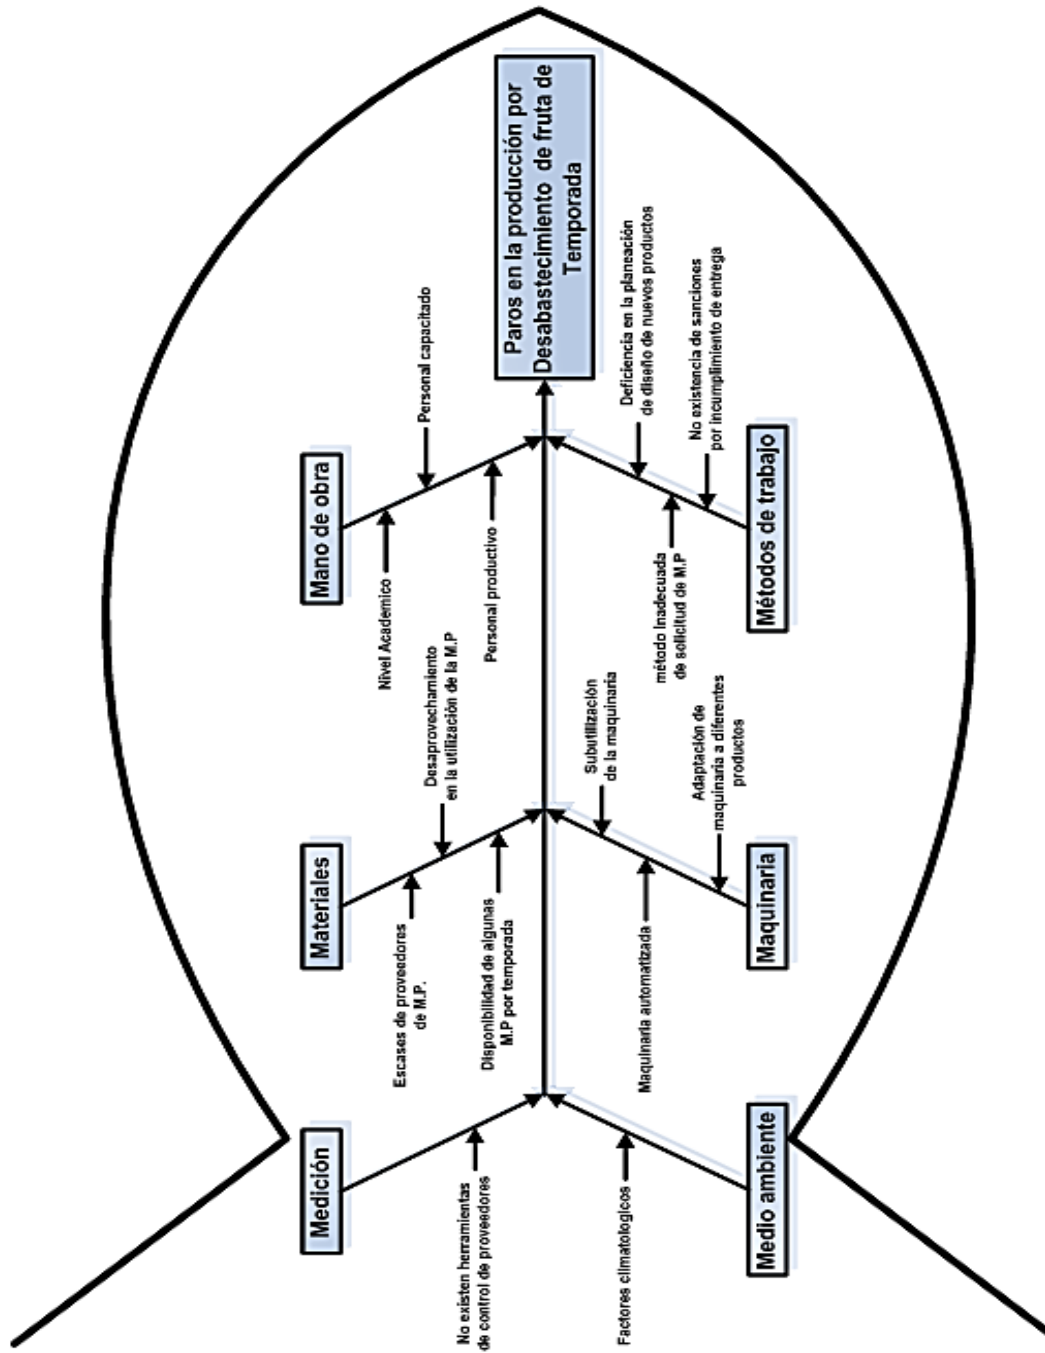 Medición
Materiales
Mano de obra
No existen herramientas
de control de proveedores
Escases de proveedores
de M.P.
Desaprovechamiento
en la utilización de la M.P
Disponibilidad de algunas
M.P por temporada
Nivel Academico
Personal capacitado
Personal productivo
Paros en la producción por
Desabastecimiento de fruta de
Temporada
Factores climatologicos
Subutilización
de la maquinaria
Maquinaria automatizada
Adaptación de
maquinaria a diferentes
productos
Deficiencia en la planeación
de diseño de nuevos productos
método Inadecuada
de solicitud de M.P
No existencia de sanciones
por incumplimiento de entrega
Medio ambiente
Maquinaria
Métodos de trabajo